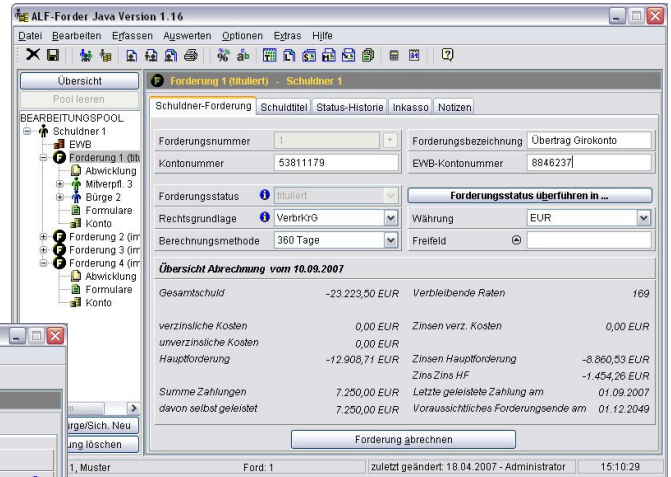 ALF-Forder Java Version 1.16
Datei Bearbeiten Erfassen Auswerten Optionen Extras Hilfe
Übersicht
Pool leeren
BEARBEITUNGSPOOL
Schuldner 1
EWB
Forderung 1 (titu
Abwicklung
Mitverpfl. 3
Bürge 2
Formulare
Konto
Forderung 2 (im
Forderung 3 (im
Forderung 4 (im
Abwicklung
Formulare
Konto
ürge/Sich. Neu
ung löschen
Forderung 1 (tituliert) - Schuldner 1
Schuldner-Forderung Schuldtitel Status-Historie Inkasso Notizen
Forderungsnummer 1 + Forderungsbezeichnung Übertrag Girokonto
Kontonummer 53811179 EWB-Kontonummer 8846237
Forderungsstatus tituliert Forderungsstatus überführen in ...
Rechtsgrundlage VerbrKrG Währung EUR
Berechnungsmethode 360 Tage Freifeld
Übersicht Abrechnung vom 10.09.2007
Gesamtschuld -23.223,50 EUR Verbleibende Raten 169
verzinsliche Kosten 0,00 EUR Zinsen verz. Kosten 0,00 EUR
unverzinsliche Kosten 0,00 EUR
Hauptforderung -12.908,71 EUR Zinsen Hauptforderung -8.860,53 EUR
Zins Zins HF -1.454,26 EUR
Summe Zahlungen 7.250,00 EUR Letzte geleistete Zahlung am 01.09.2007
davon selbst geleistet 7.250,00 EUR Voraussichtliches Forderungsende am 01.12.2049
Forderung abrechnen
1, Muster Ford: 1 zuletzt geändert: 18.04.2007 - Administrator 15:10:29